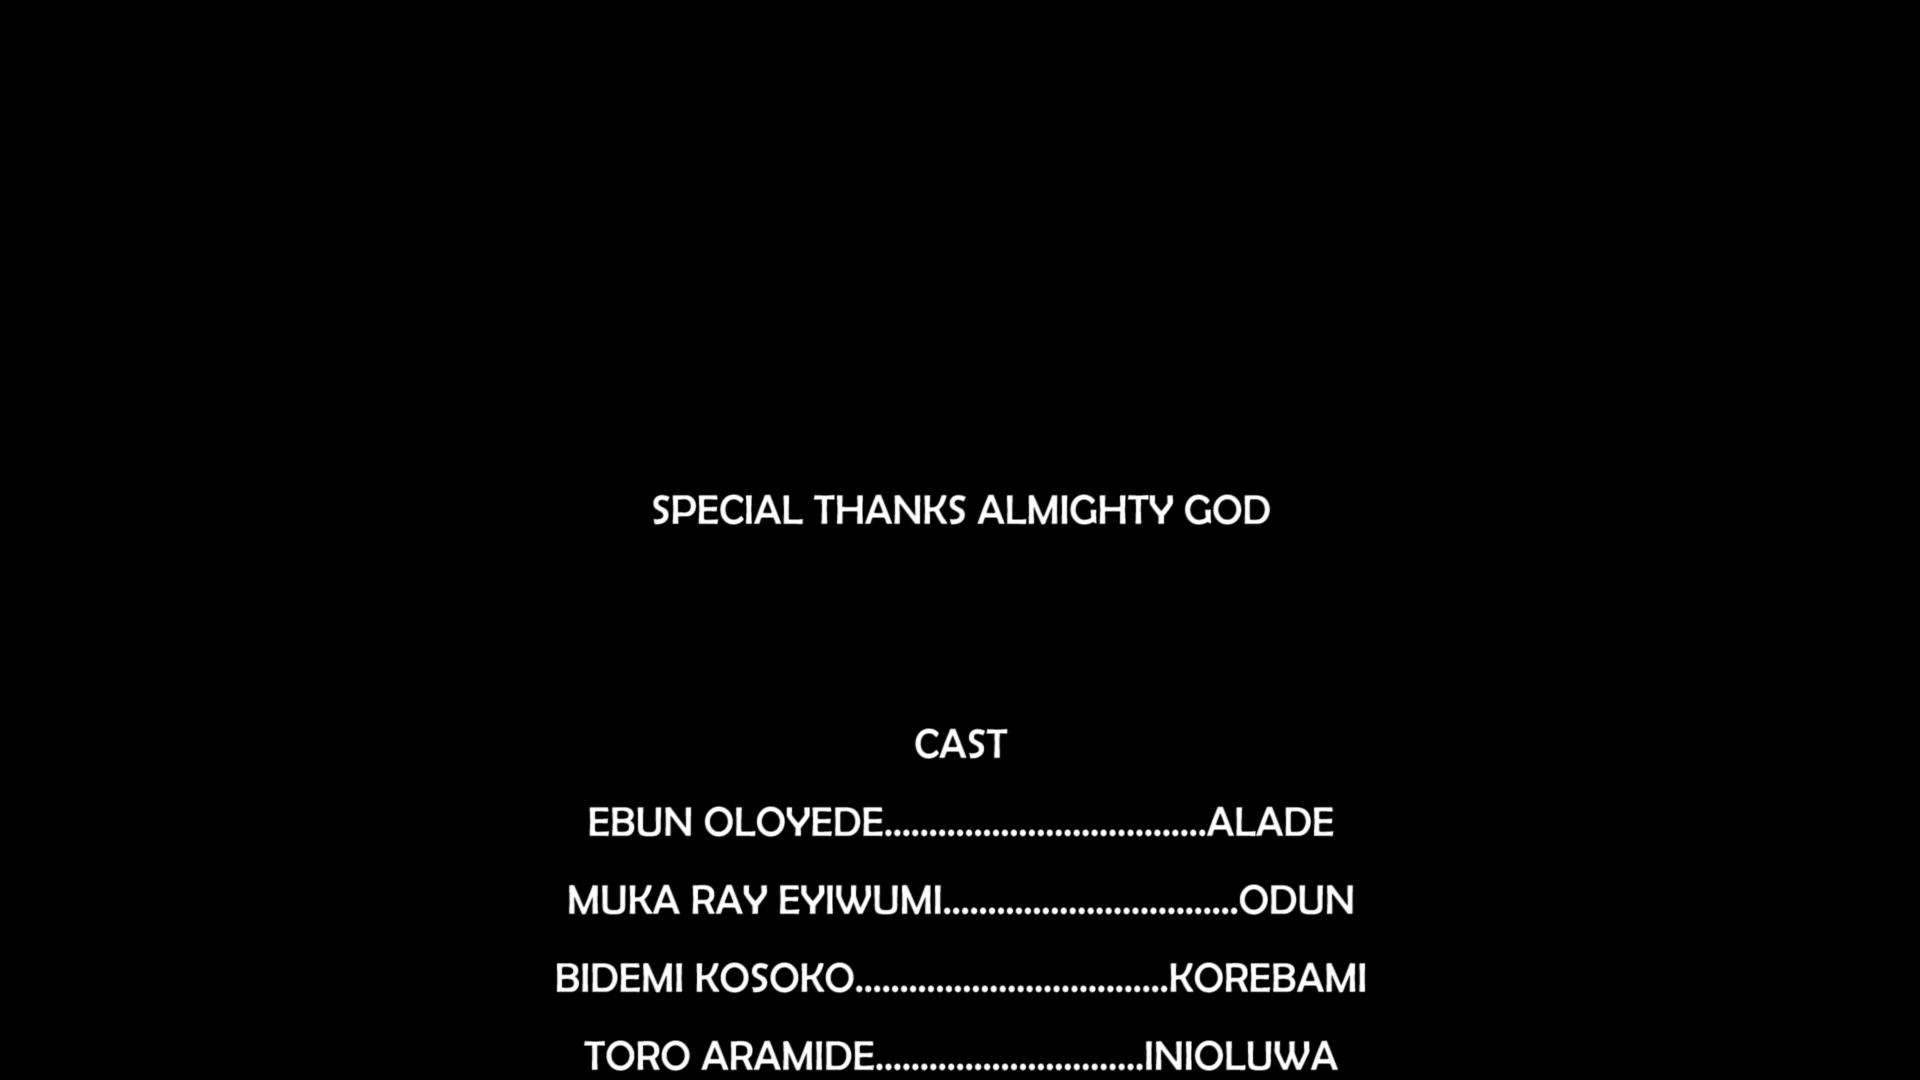 SPECIAL THANKS ALMIGHTY GOD
CAST
EBUN OLOYEDE....................................ALADE
MUKA RAY EYIWUMI.................................ODUN
BIDEMI KOSOKO...................................KOREBAMI
TORO ARAMIDE..............................INIOLUWA